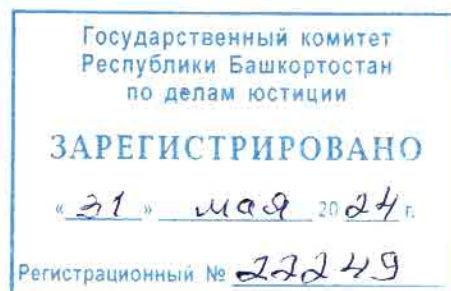 Государственный комитет
Республики Башкортостан
по делам юстиции
ЗАРЕГИСТРИРОВАНО
«31» мая 2024 г.
Регистрационный № 22249